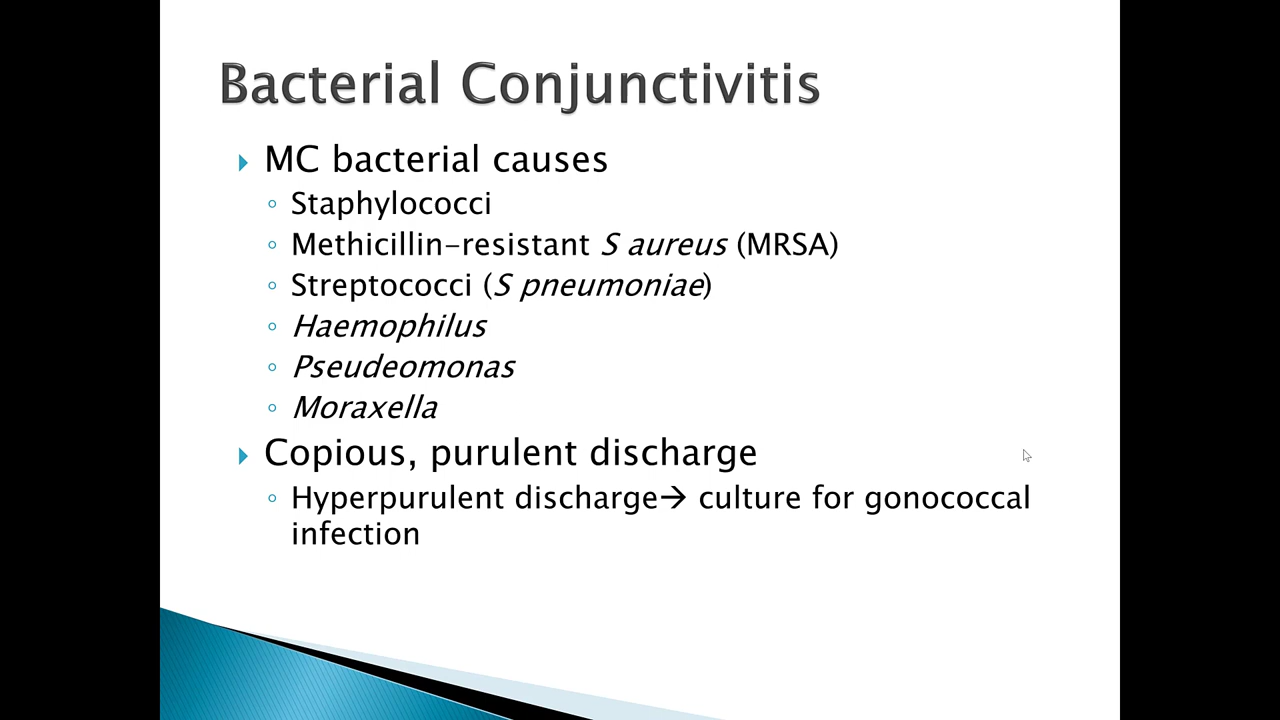 Bacterial Conjunctivitis
MC bacterial causes
Staphylococci
Methicillin-resistant S aureus (MRSA)
Streptococci (S pneumoniae)
Haemophilus
Pseudeomonas
Moraxella
Copious, purulent discharge
Hyperpurulent discharge→ culture for gonococcal
infection